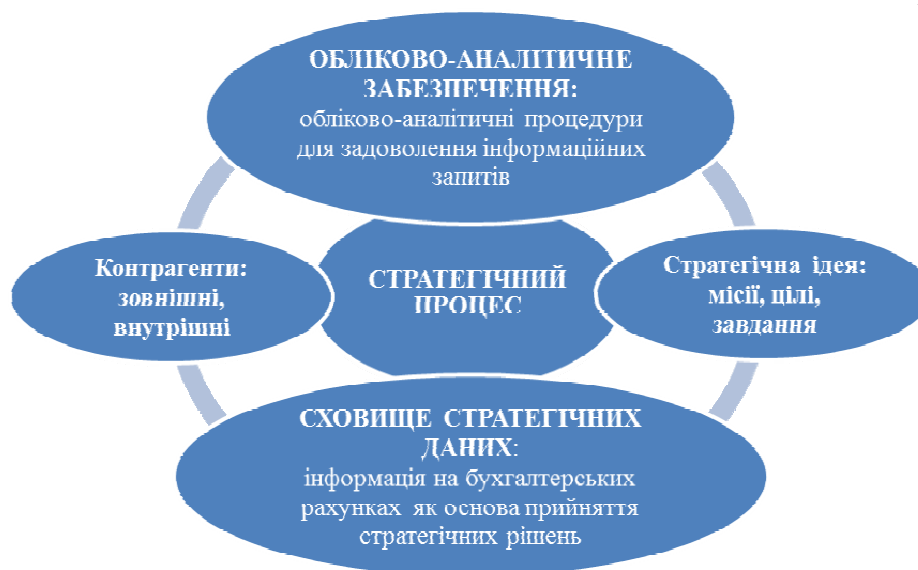 ОБЛІКОВО-АНАЛІТИЧНЕ
ЗАБЕЗПЕЧЕННЯ:
обліково-аналітичні процедури
для задоволення інформаційних
запитів
Контрагенти:
зовнішні,
внутрішні
СТРАТЕГІЧНИЙ
ПРОЦЕС
Стратегічна ідея:
місії, цілі,
завдання
СХОВИЩЕ СТРАТЕГІЧНИХ
ДАНИХ:
інформація на бухгалтерських
рахунках як основа прийняття
стратегічних рішень